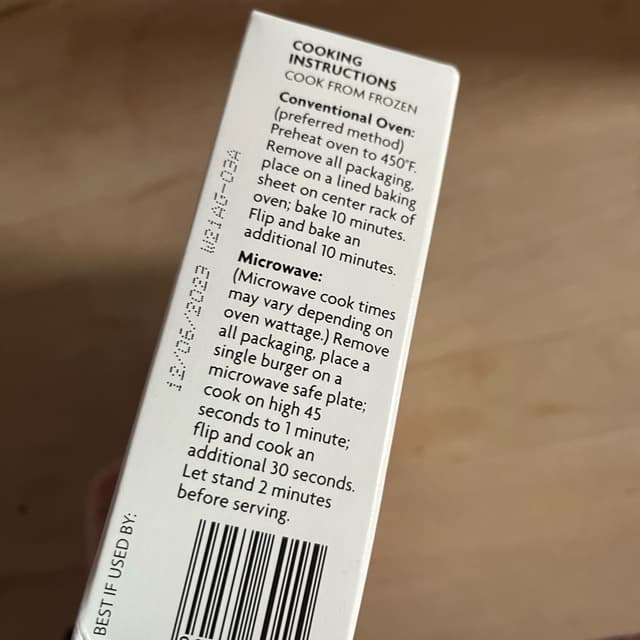 COOKING
INSTRUCTIONS
COOK FROM FROZEN
Conventional Oven:
(preferred method)
Preheat oven to 450°F.
Remove all packaging,
place on a lined baking
sheet on center rack of
oven; bake 10 minutes.
Flip and bake an
additional 10 minutes.
Microwave:
(Microwave cook times
may vary depending on
oven wattage.) Remove
all packaging, place a
single burger on a
microwave safe plate;
cook on high 45
seconds to 1 minute;
flip and cook an
additional 30 seconds.
Let stand 2 minutes
before serving.
BEST IF USED BY:
12/06/2023